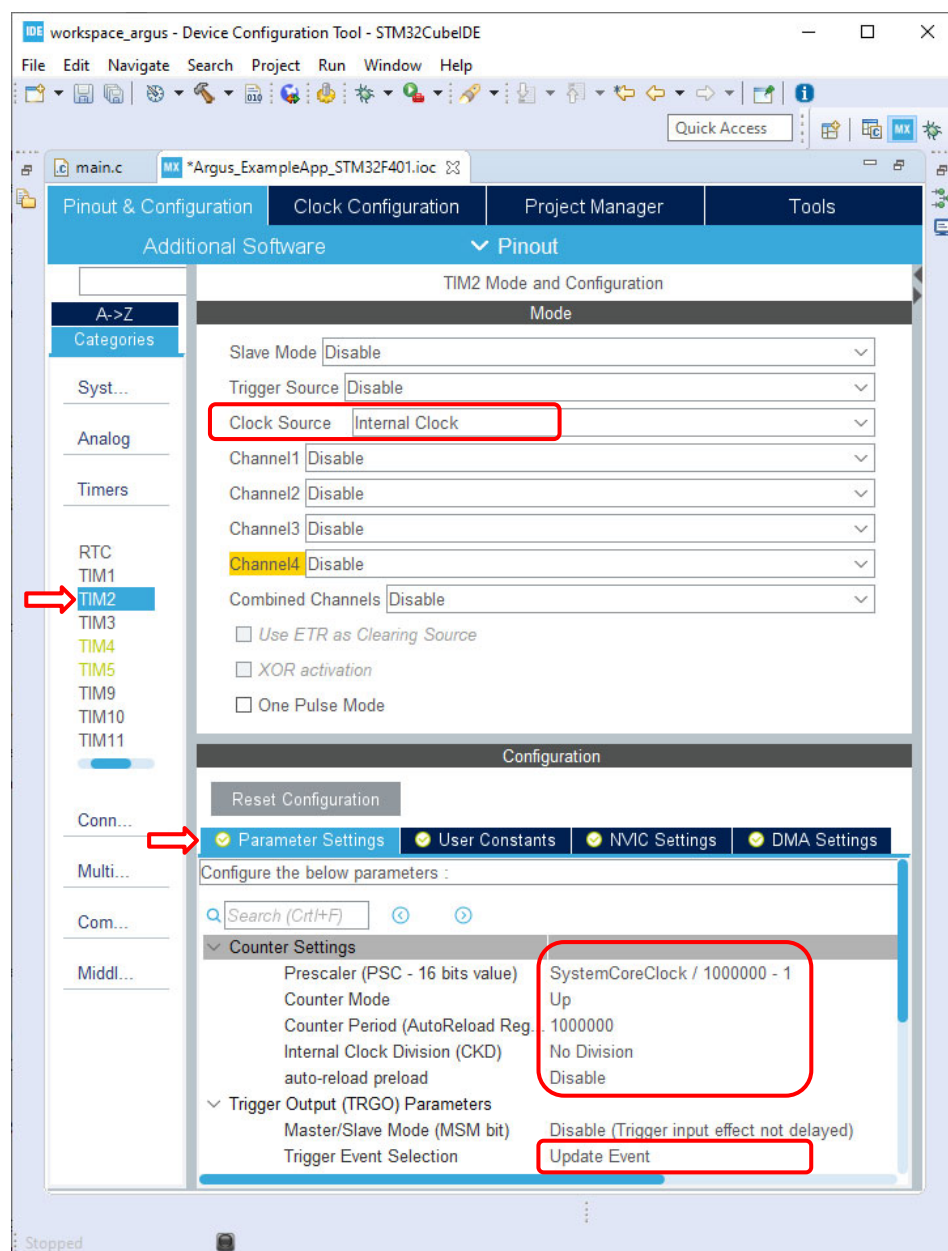 IDE workspace_argus - Device Configuration Tool - STM32CubeIDE
File Edit Navigate Search Project Run Window Help
Quick Access
main.c
MX *Argus_ExampleApp_STM32F401.ioc
Pinout & Configuration Clock Configuration Project Manager Tools
Additional Software Pinout
TIM2 Mode and Configuration
Mode
A->Z
Categories
Slave Mode Disable
Syst...
Trigger Source Disable
Clock Source Internal Clock
Analog
Channel1 Disable
Timers
Channel2 Disable
Channel3 Disable
RTC
Channel4 Disable
TIM1
TIM2
Combined Channels Disable
TIM3
Use ETR as Clearing Source
TIM4
TIM5
XOR activation
TIM9
One Pulse Mode
TIM10
TIM11
Configuration
Reset Configuration
Conn...
Parameter Settings User Constants NVIC Settings DMA Settings
Multi...
Configure the below parameters :
Com...
Search (Crtl+F)
Counter Settings
Middl...
Prescaler (PSC - 16 bits value) SystemCoreClock / 1000000 - 1
Counter Mode Up
Counter Period (AutoReload Reg... 1000000
Internal Clock Division (CKD) No Division
auto-reload preload Disable
Trigger Output (TRGO) Parameters
Master/Slave Mode (MSM bit) Disable (Trigger input effect not delayed)
Trigger Event Selection Update Event
Stopped